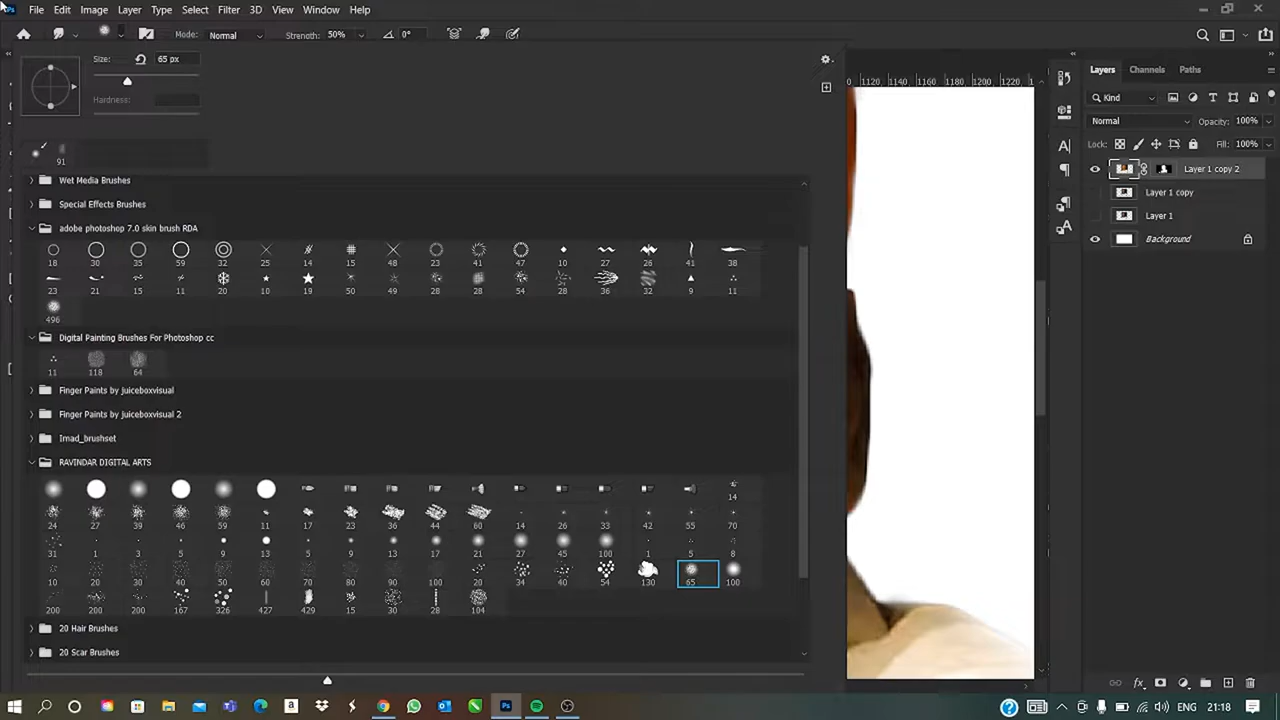 Ps File Edit Image Layer Type Select Filter 3D View Window Help
Mode: Normal Strength: 50% 0°
Size: 65 px
Hardness:
91
Wet Media Brushes
Special Effects Brushes
adobe photoshop 7.0 skin brush RDA
18 30 35 59 32 25 14 15 48 23 41 47 10 27 26 41 38
23 21 15 11 20 10 19 50 49 28 28 54 28 36 32 9 11
496
Digital Painting Brushes For Photoshop cc
11 118 64
Finger Paints by juiceboxvisual
Finger Paints by juiceboxvisual 2
Imad_brushset
RAVINDAR DIGITAL ARTS
14
24 27 39 46 59 11 17 23 36 44 60 14 26 33 42 55 70
31 1 3 5 9 13 5 9 13 17 21 27 45 100 1 5 8
10 20 30 50 60 70 80 90 100 20 34 40 54 130 65 100
200 200 200 167 326 427 429 15 30 30 104
20 Hair Brushes
20 Scar Brushes
1120 1140 1160 1180 1200 1220
Layers Channels Paths
Kind
Normal Opacity: 100%
Lock: Fill: 100%
Layer 1 copy 2
Layer 1 copy
Layer 1
Background
fx
ENG 21:18